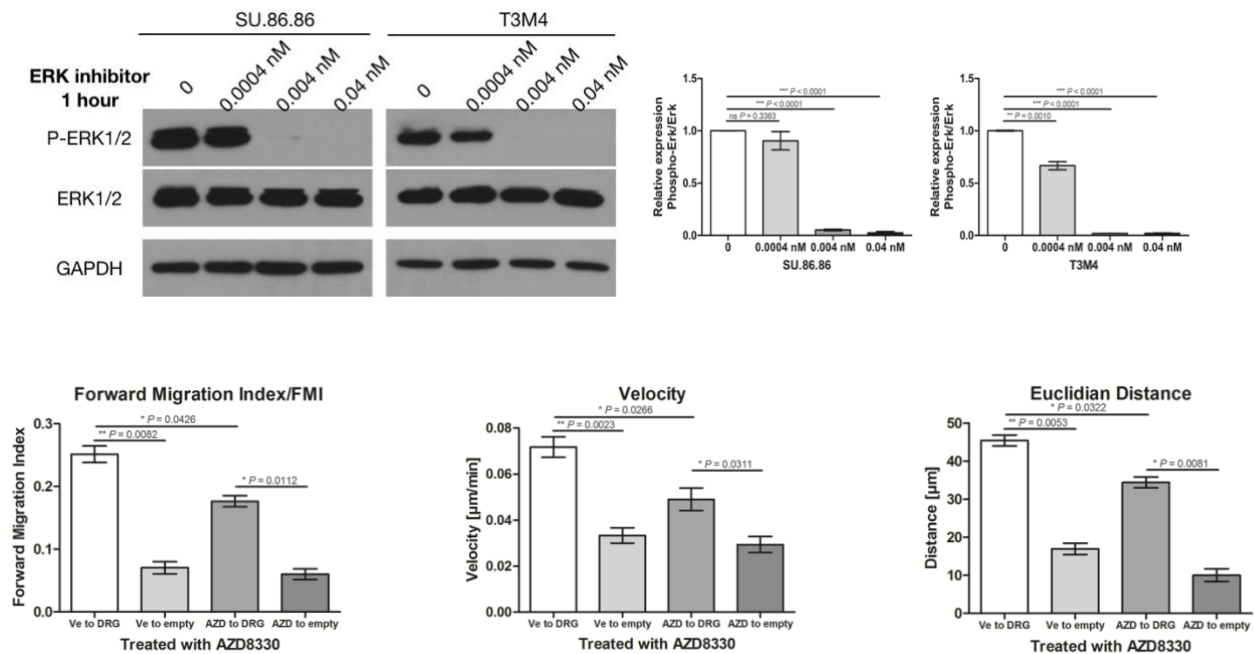 SU.86.86
T3M4
ERK inhibitor
1 hour
0
0.0004 nM
0.004 nM
0.04 nM
0
0.0004 nM
0.004 nM
0.04 nM
P-ERK1/2
ERK1/2
GAPDH
Relative expression
Phospho-Erk/Erk
1.5
1.0
0.5
0.0
*** P < 0.0001
*** P < 0.0001
ns P = 0.3363
0
0.0004 nM
0.004 nM
0.04 nM
SU.86.86
Relative expression
Phospho-Erk/Erk
1.5
1.0
0.5
0.0
*** P < 0.0001
*** P < 0.0001
** P = 0.0010
0
0.0004 nM
0.004 nM
0.04 nM
T3M4
Forward Migration Index/FMI
Forward Migration Index
0.3
0.2
0.1
0.0
* P = 0.0426
** P = 0.0082
* P = 0.0112
Ve to DRG
Ve to empty
AZD to DRG
AZD to empty
Treated with AZD8330
Velocity
Velocity [µm/min]
0.08
0.06
0.04
0.02
0.00
* P = 0.0266
** P = 0.0023
* P = 0.0311
Ve to DRG
Ve to empty
AZD to DRG
AZD to empty
Treated with AZD8330
Euclidian Distance
Distance [µm]
50
40
30
20
10
0
* P = 0.0322
** P = 0.0053
* P = 0.0081
Ve to DRG
Ve to empty
AZD to DRG
AZD to empty
Treated with AZD8330